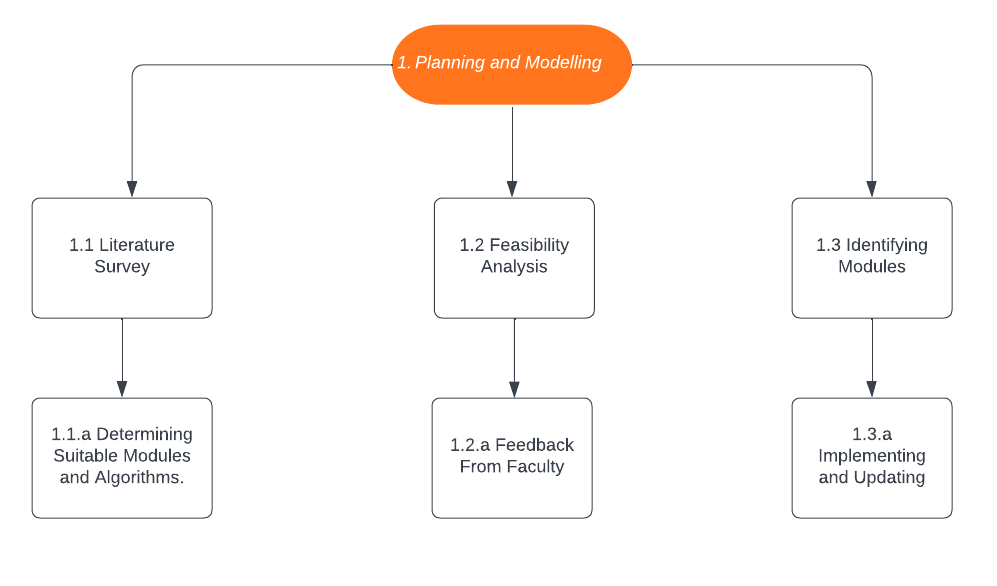 1. Planning and Modelling
1.1 Literature
Survey
1.2 Feasibility
Analysis
1.3 Identifying
Modules
1.1.a Determining
Suitable Modules
and Algorithms.
1.2.a Feedback
From Faculty
1.3.a
Implementing
and Updating